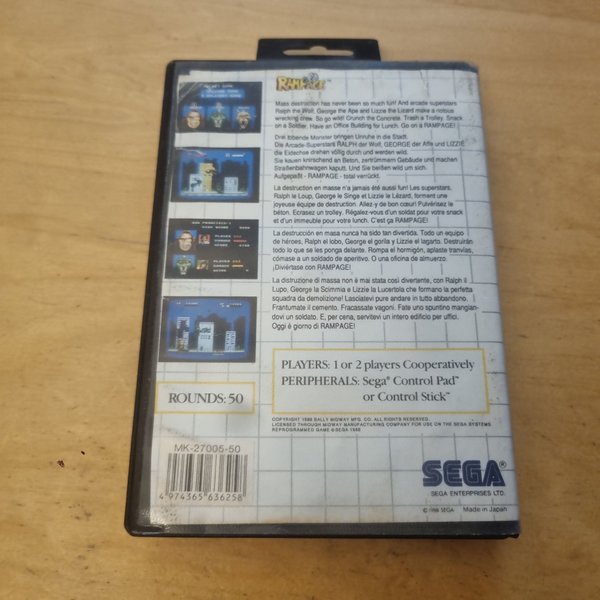 RAMPAGE™
Mass destruction has never been so much fun! And arcade superstars
Ralph the Wolf, George the Ape and Lizzie the Lizard make a riotous
wrecking crew. So go wild! Crunch the Concrete. Trash a Trolley. Snack
on a Soldier. Have an Office Building for Lunch. Go on a RAMPAGE!
Drei tobende Monster bringen Unruhe in die Stadt.
Die Arcade-Superstars RALPH der Wolf, GEORGE der Affe und LIZZIE
die Eidechse drehen völlig durch und werden wild.
Sie kauen knirschend an Beton, zertrümmern Gebäude und machen
Straßenbahnwagen kaputt. Und Sie beißen wild um sich.
Aufgepaßt - RAMPAGE - total verrückt.
La destruction en masse n'a jamais été aussi fun! Les superstars,
Ralph le Loup, George le Singe et Lizzie le Lézard, forment une
joyeuse équipe de destruction. Allez-y de bon cœur! Pulvérisez le
béton. Ecrasez un trolley. Régalez-vous d'un soldat pour votre snack
et d'un immeuble pour votre lunch. C'est ça RAMPAGE!
La destrucción en masa nunca ha sido tan divertida. Todo un equipo
de héroes, Ralph el lobo, George el gorila y Lizzie el lagarto. Destruirán
todo lo que se les ponga delante. Rompa el hormigón, aplaste tranvías,
cómase a un soldado de aperitivo. O una oficina de almuerzo.
¡Diviértase con RAMPAGE!
La distruzione di massa non è mai stata così divertente, con Ralph il
Lupo, George la Scimmia e Lizzie la Lucertola che formano la perfetta
squadra da demolizione! Lasciatevi pure andare in tutto abbandono.
Frantumate il cemento. Fracassate vagoni. Fate uno spuntino mangian-
dovi un soldato. E, per cena, servitevi un intero edificio per uffici.
Oggi è giorno di RAMPAGE!
PLAYERS: 1 or 2 players Cooperatively
PERIPHERALS: Sega® Control Pad™
or Control Stick™
ROUNDS: 50
COPYRIGHT 1986 BALLY MIDWAY MFG. CO. ALL RIGHTS RESERVED.
LICENSED THROUGH MIDWAY MANUFACTURING COMPANY FOR USE ON THE SEGA SYSTEMS
REPROGRAMMED GAME © SEGA 1988
MK-27005-50
4 974365 636258
SEGA®
SEGA ENTERPRISES LTD.
© 1988 SEGA Made in Japan